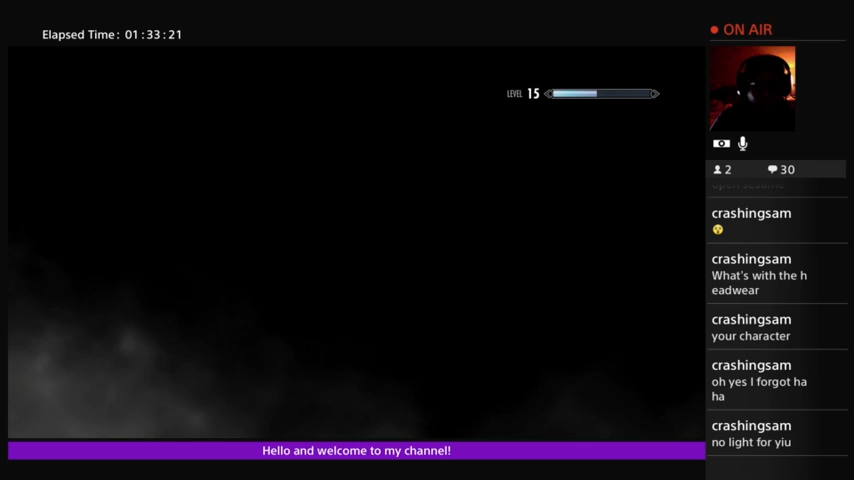 Elapsed Time: 01:33:21
ON AIR
LEVEL 15
2 30
crashingsam
😯
crashingsam
What's with the h
eadwear
crashingsam
your character
crashingsam
oh yes I forgot ha
ha
crashingsam
no light for yiu
Hello and welcome to my channel!